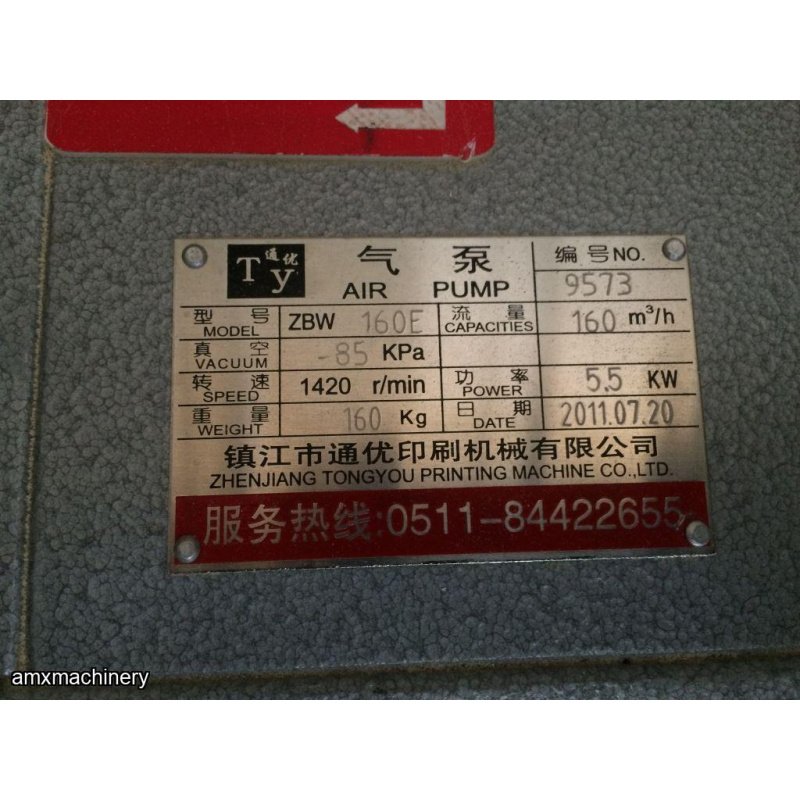 通优
Ty
气 泵
AIR PUMP
编号NO.
9573
型号
MODEL
ZBW 160E
流量
CAPACITIES
160 m³/h
真空
VACUUM
-85 KPa
转速
SPEED
1420 r/min
功率
POWER
5.5 KW
重量
WEIGHT
160 Kg
日期
DATE
2011.07.20
镇江市通优印刷机械有限公司
ZHENJIANG TONGYOU PRINTING MACHINE CO.,LTD.
服务热线:0511-84422655
amxmachinery